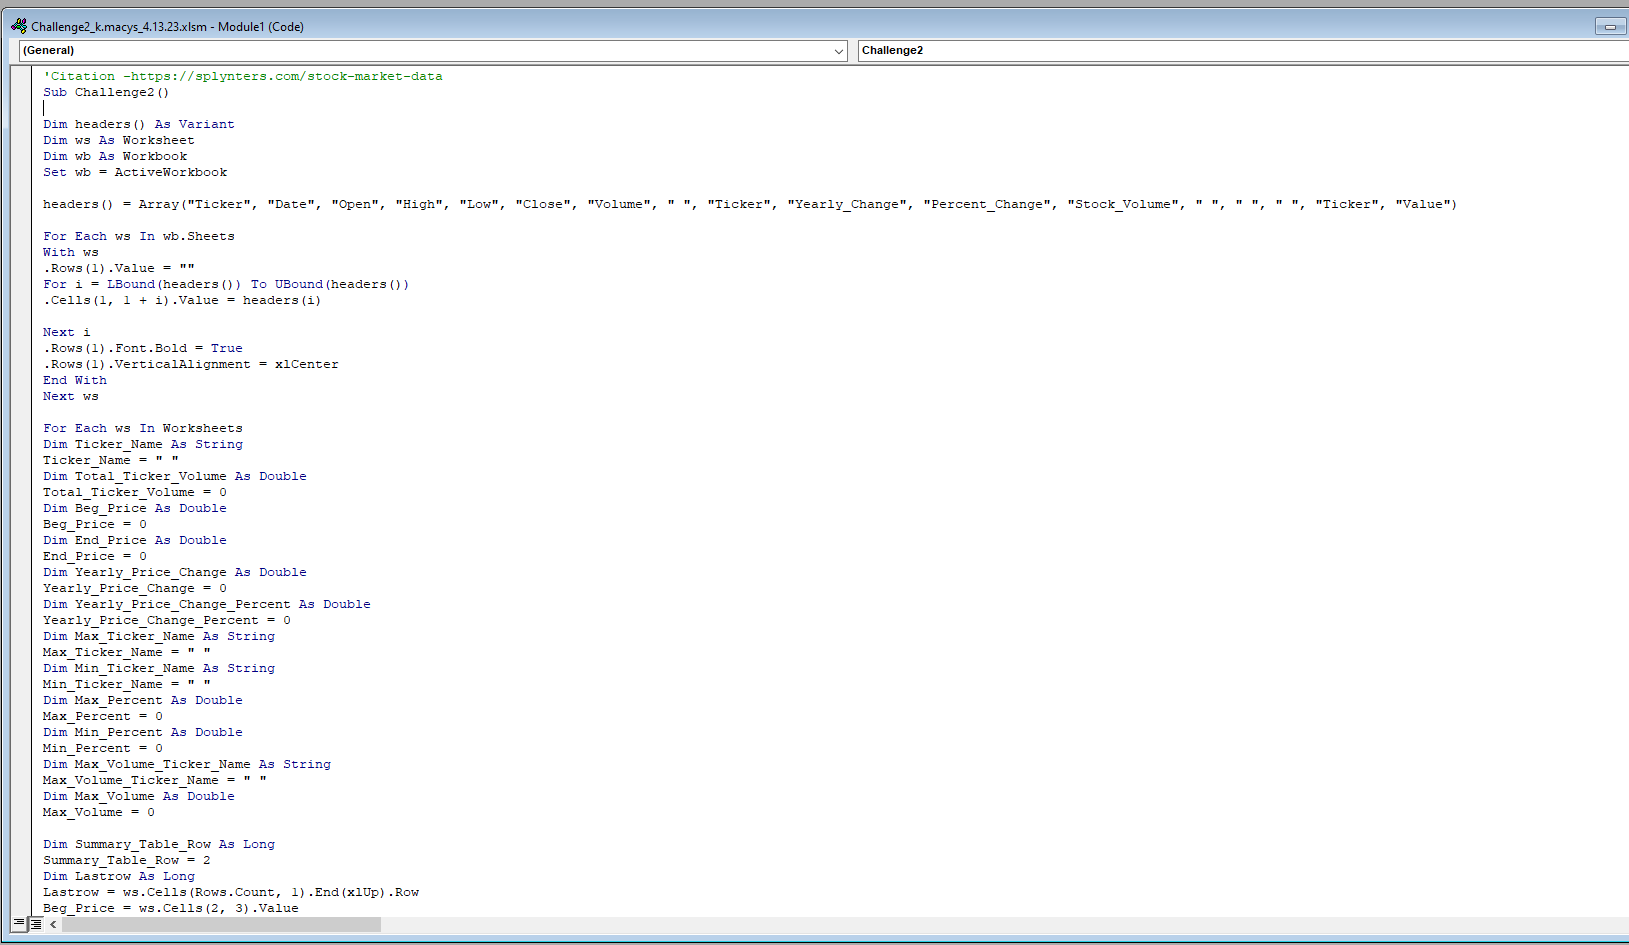 Challenge2_k.macys_4.13.23.xlsm - Module1 (Code)
(General)
Challenge2
'Citation -https://splynters.com/stock-market-data
Sub Challenge2()
Dim headers() As Variant
Dim ws As Worksheet
Dim wb As Workbook
Set wb = ActiveWorkbook
headers() = Array("Ticker", "Date", "Open", "High", "Low", "Close", "Volume", " ", "Ticker", "Yearly_Change", "Percent_Change", "Stock_Volume", " ", " ", " ", "Ticker", "Value")
For Each ws In wb.Sheets
With ws
.Rows(1).Value = ""
For i = LBound(headers()) To UBound(headers())
.Cells(1, 1 + i).Value = headers(i)
Next i
.Rows(1).Font.Bold = True
.Rows(1).VerticalAlignment = xlCenter
End With
Next ws
For Each ws In Worksheets
Dim Ticker_Name As String
Ticker_Name = " "
Dim Total_Ticker_Volume As Double
Total_Ticker_Volume = 0
Dim Beg_Price As Double
Beg_Price = 0
Dim End_Price As Double
End_Price = 0
Dim Yearly_Price_Change As Double
Yearly_Price_Change = 0
Dim Yearly_Price_Change_Percent As Double
Yearly_Price_Change_Percent = 0
Dim Max_Ticker_Name As String
Max_Ticker_Name = " "
Dim Min_Ticker_Name As String
Min_Ticker_Name = " "
Dim Max_Percent As Double
Max_Percent = 0
Dim Min_Percent As Double
Min_Percent = 0
Dim Max_Volume_Ticker_Name As String
Max_Volume_Ticker_Name = " "
Dim Max_Volume As Double
Max_Volume = 0
Dim Summary_Table_Row As Long
Summary_Table_Row = 2
Dim Lastrow As Long
Lastrow = ws.Cells(Rows.Count, 1).End(xlUp).Row
Beg_Price = ws.Cells(2, 3).Value